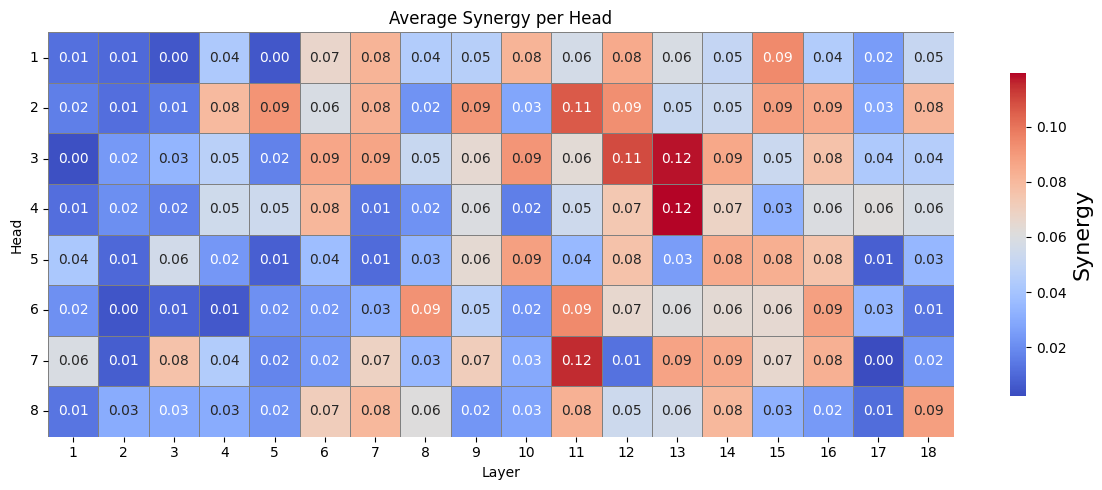 Average Synergy per Head
1 0.01 0.01 0.00 0.04 0.00 0.07 0.08 0.04 0.05 0.08 0.06 0.08 0.06 0.05 0.09 0.04 0.02 0.05
2 0.02 0.01 0.01 0.08 0.09 0.06 0.08 0.02 0.09 0.03 0.11 0.09 0.05 0.05 0.09 0.09 0.03 0.08
3 0.00 0.02 0.03 0.05 0.02 0.09 0.09 0.05 0.06 0.09 0.06 0.11 0.12 0.09 0.05 0.08 0.04 0.04
4 0.01 0.02 0.02 0.05 0.05 0.08 0.01 0.02 0.06 0.02 0.05 0.07 0.12 0.07 0.03 0.06 0.06 0.06
5 0.04 0.01 0.06 0.02 0.01 0.04 0.01 0.03 0.06 0.09 0.04 0.08 0.03 0.08 0.08 0.08 0.01 0.03
6 0.02 0.00 0.01 0.01 0.02 0.02 0.03 0.09 0.05 0.02 0.09 0.07 0.06 0.06 0.06 0.09 0.03 0.01
7 0.06 0.01 0.08 0.04 0.02 0.02 0.07 0.03 0.07 0.03 0.12 0.01 0.09 0.09 0.07 0.08 0.00 0.02
8 0.01 0.03 0.03 0.03 0.02 0.07 0.08 0.06 0.02 0.03 0.08 0.05 0.06 0.08 0.03 0.02 0.01 0.09
1 2 3 4 5 6 7 8 9 10 11 12 13 14 15 16 17 18
Layer
Head
0.10
0.08
0.06
0.04
0.02
Synergy